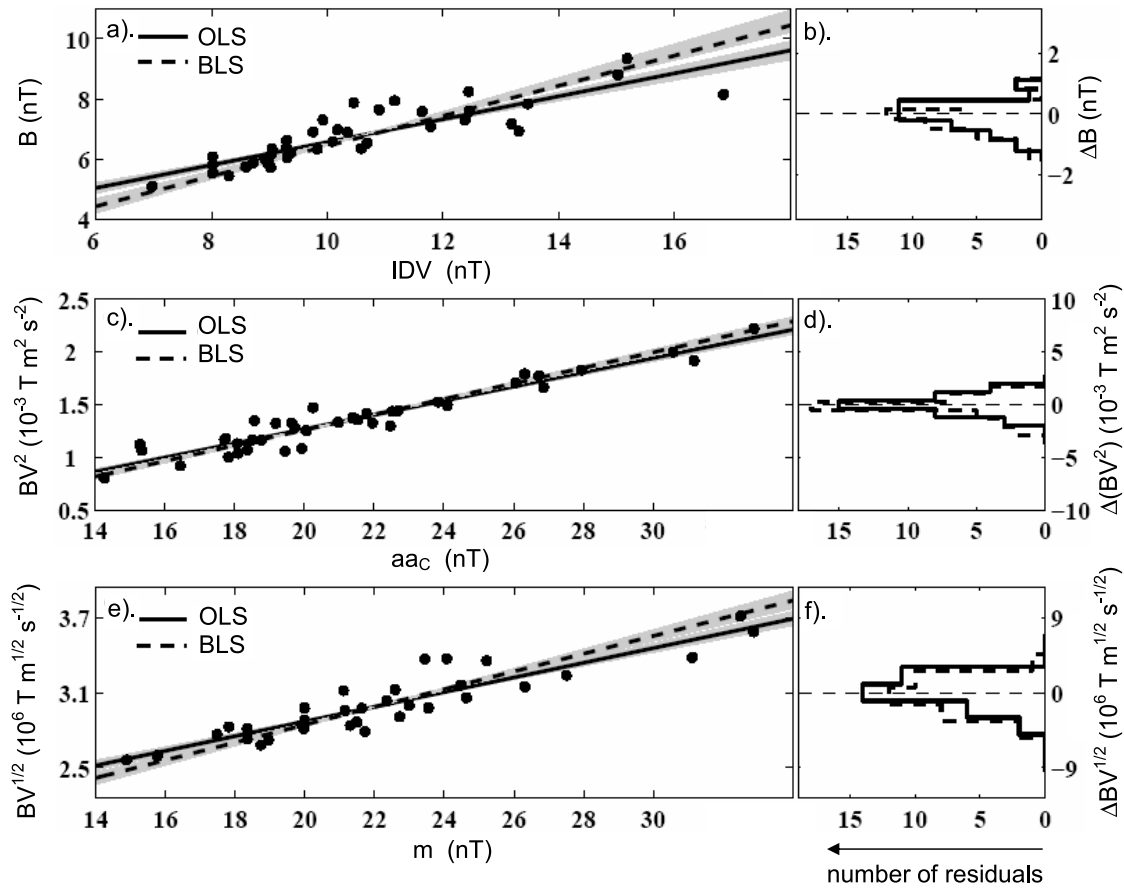 a).
OLS
BLS
10
8
6
4
B (nT)
6
8
10
12
14
16
IDV (nT)
b).
2
0
−2
ΔB (nT)
15
10
5
0
c).
OLS
BLS
2.5
2
1.5
1
0.5
BV² (10⁻³ T m² s⁻²)
14
16
18
20
22
24
26
28
30
aa_C (nT)
d).
10
5
0
−5
−10
Δ(BV²) (10⁻³ T m² s⁻²)
15
10
5
0
e).
OLS
BLS
3.7
3.1
2.5
BV^1/2 (10⁶ T m^1/2 s^-1/2)
14
16
18
20
22
24
26
28
30
m (nT)
f).
9
0
−9
ΔBV^1/2 (10⁶ T m^1/2 s^-1/2)
15
10
5
0
number of residuals